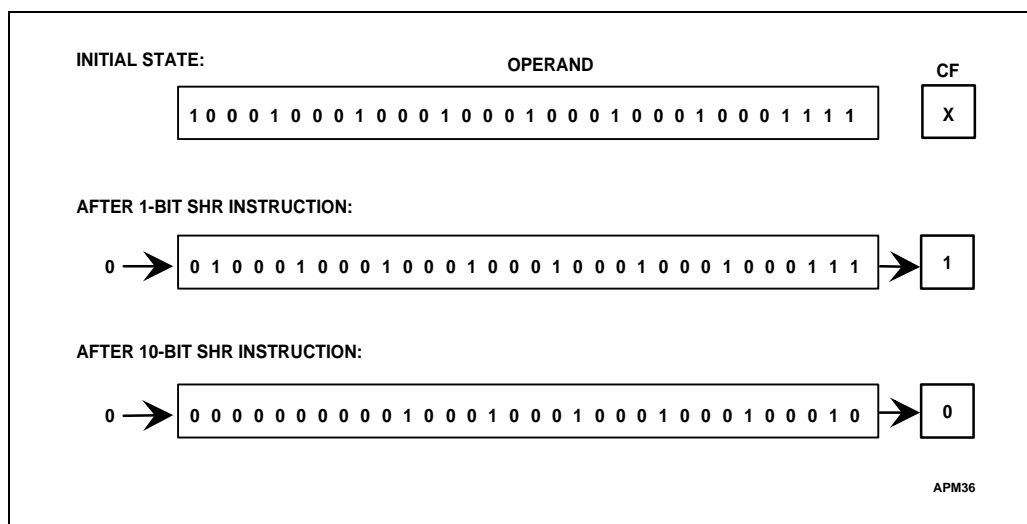 INITIAL STATE:
OPERAND
CF
1 0 0 0 1 0 0 0 1 0 0 0 1 0 0 0 1 0 0 0 1 0 0 0 1 0 0 0 1 1 1 1
X
AFTER 1-BIT SHR INSTRUCTION:
0
0 1 0 0 0 1 0 0 0 1 0 0 0 1 0 0 0 1 0 0 0 1 0 0 0 1 0 0 0 1 1 1
1
AFTER 10-BIT SHR INSTRUCTION:
0
0 0 0 0 0 0 0 0 0 0 1 0 0 0 1 0 0 0 1 0 0 0 1 0 0 0 1 0 0 0 1 0
0
APM36